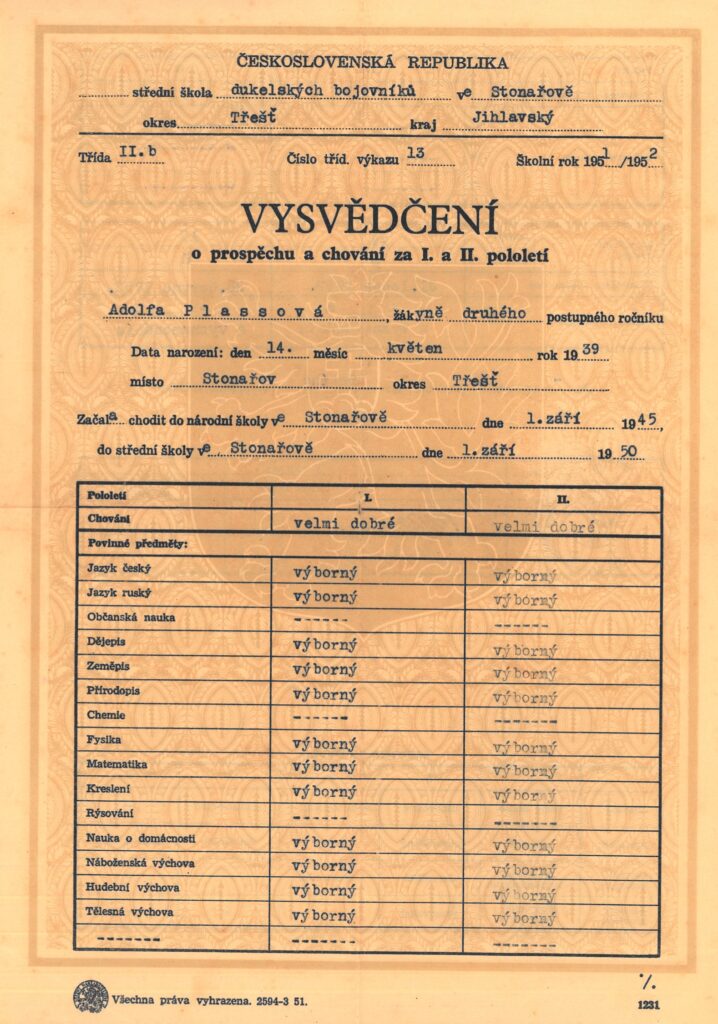 ČESKOSLOVENSKÁ REPUBLIKA
střední škola dukelských bojovníků ve Stonařově
okres Třešť kraj Jihlavský
Třída II.b Číslo tříd. výkazu 13 Školní rok 1951/1952
VYSVĚDČENÍ
o prospěchu a chování za I. a II. pololetí
Adolfa Plassová, žákyně druhého postupného ročníku
Data narození: den 14. měsíc květen rok 1939
místo Stonařov okres Třešť
Začala chodit do národní školy ve Stonařově dne 1.září 1945,
do střední školy ve Stonařově dne 1.září 1950
Pololetí I. II.
Chování velmi dobré velmi dobré
Povinné předměty:
Jazyk český výborný výborný
Jazyk ruský výborný výborný
Občanská nauka ------ ------
Dějepis výborný výborný
Zeměpis výborný výborný
Přírodopis výborný výborný
Chemie ------ -------
Fysika výborný výborný
Matematika výborný výborný
Kreslení výborný výborný
Rýsování ------ -------
Nauka o domácnosti výborný výborný
Náboženská výchova výborný výborný
Hudební výchova výborný výborný
Tělesná výchova výborný výborný
------- ------- -------
Všechna práva vyhrazena. 2594-3 51.
./.
1231